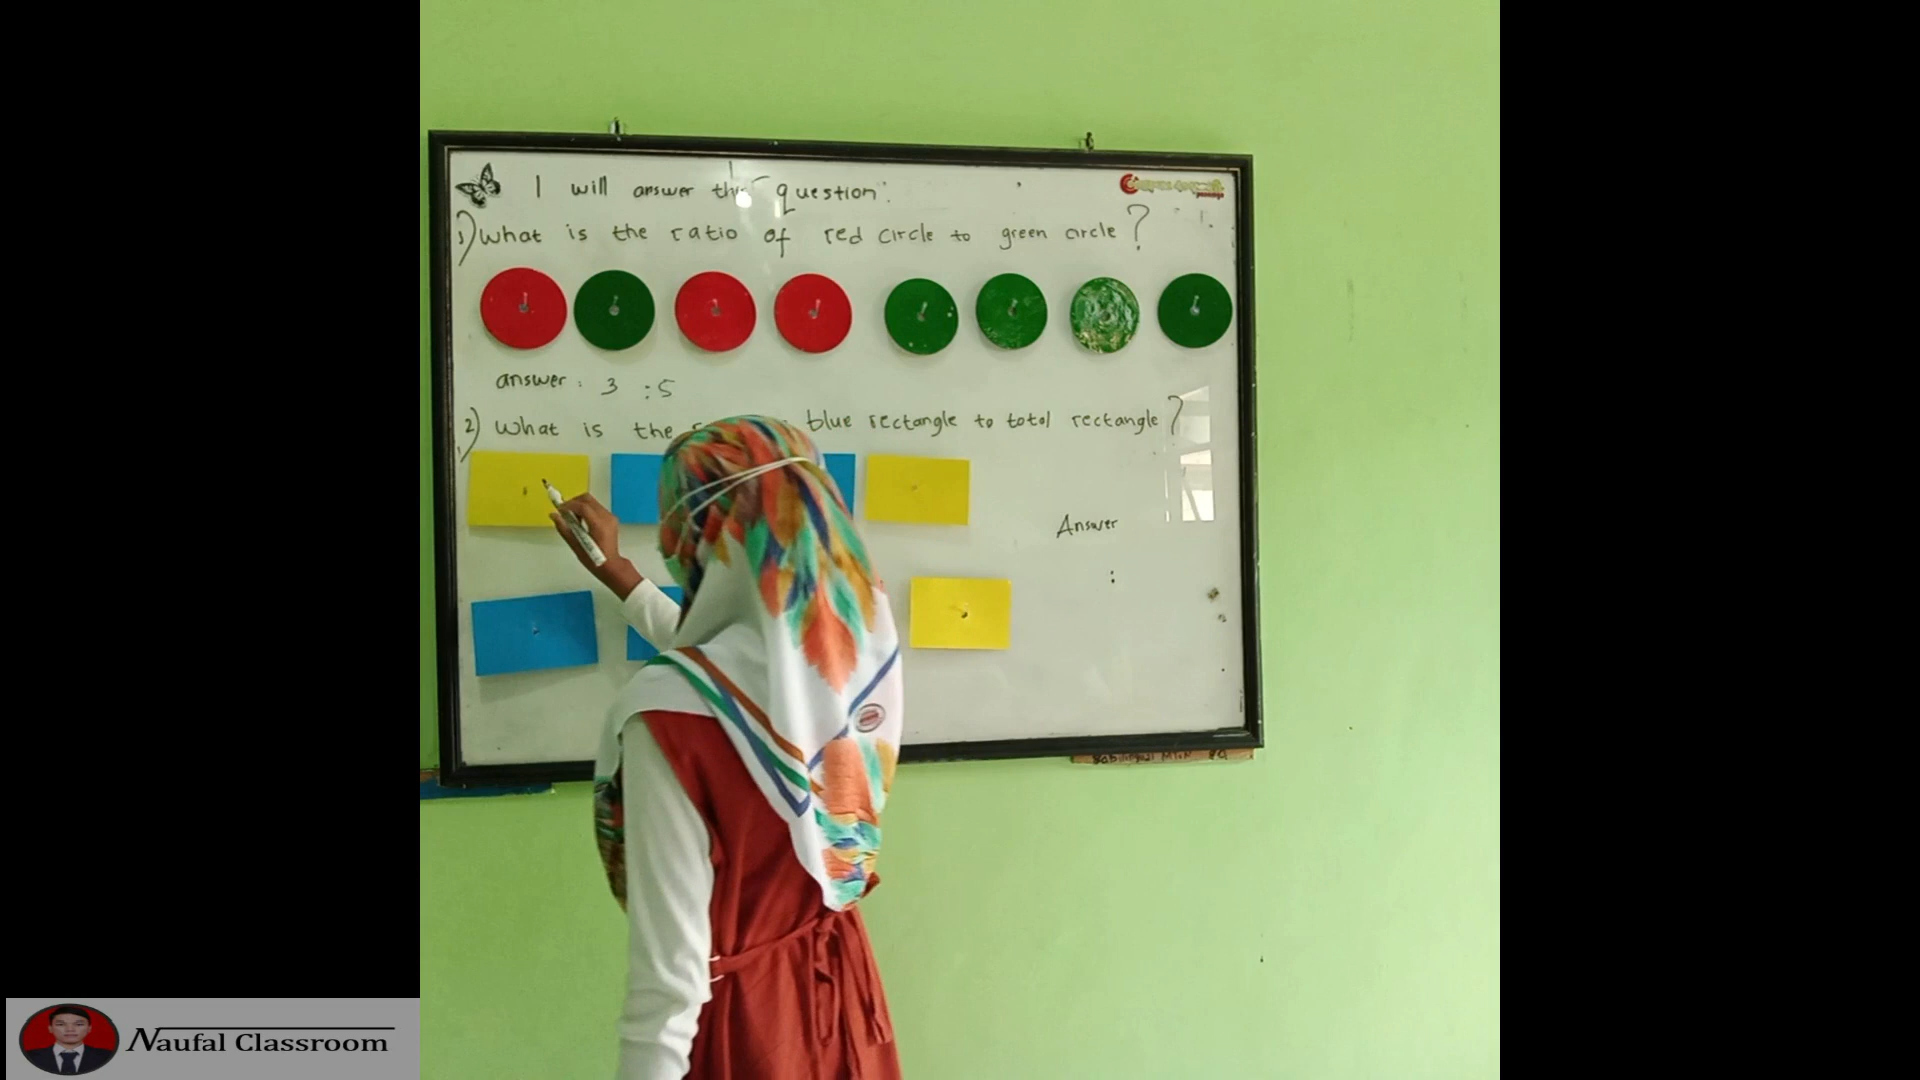 I will answer the question:
1) What is the ratio of red circle to green circle?
answer : 3 : 5
2) What is the blue rectangle to total rectangle?
Answer
:
Naufal Classroom